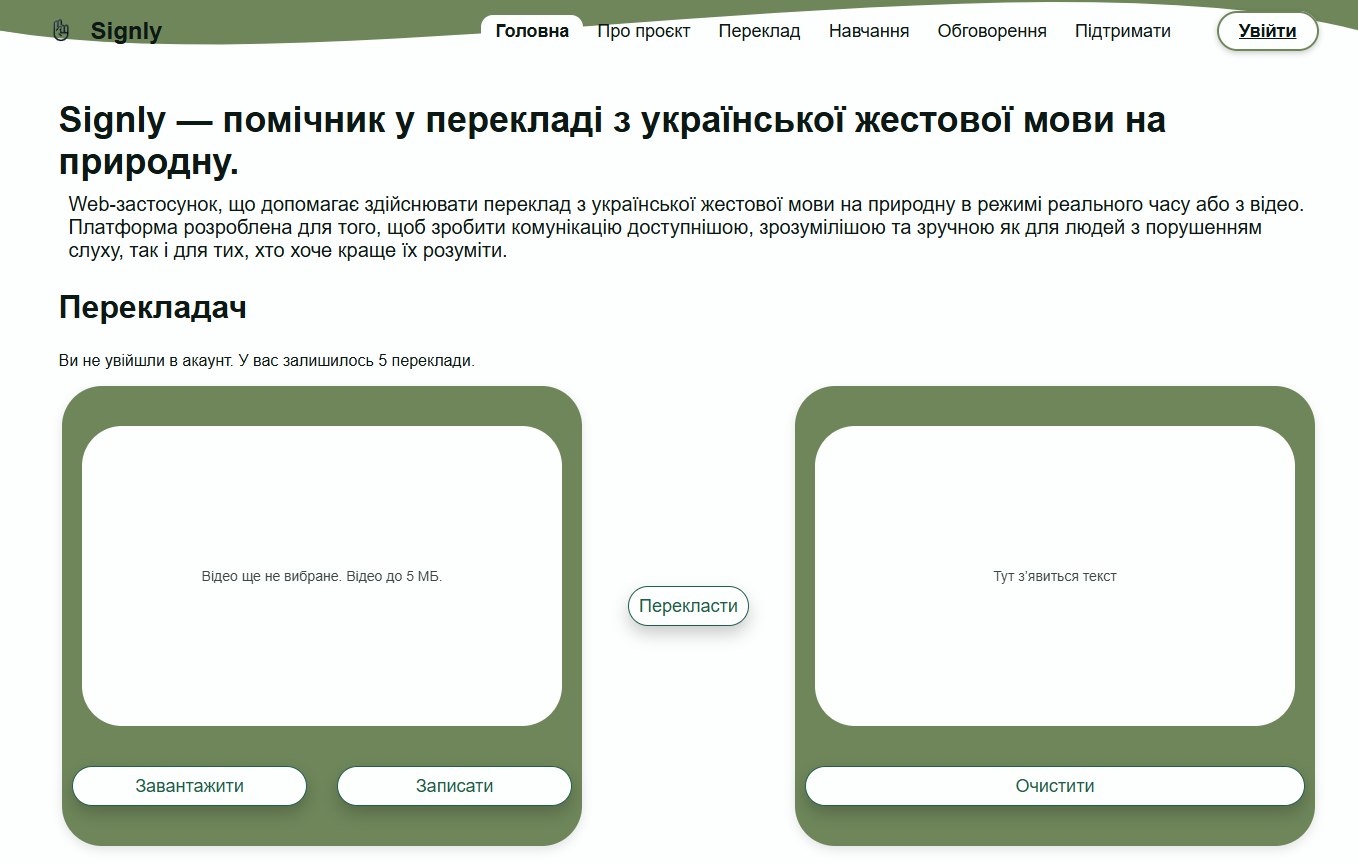 Signly
Головна Про проєкт Переклад Навчання Обговорення Підтримати Увійти
Signly — помічник у перекладі з української жестової мови на
природну.
Web-застосунок, що допомагає здійснювати переклад з української жестової мови на природну в режимі реального часу або з відео.
Платформа розроблена для того, щоб зробити комунікацію доступнішою, зрозумілішою та зручною як для людей з порушенням
слуху, так і для тих, хто хоче краще їх розуміти.
Перекладач
Ви не увійшли в акаунт. У вас залишилось 5 переклади.
Відео ще не вибране. Відео до 5 МБ.
Завантажити Записати
Перекласти
Тут з'явиться текст
Очистити